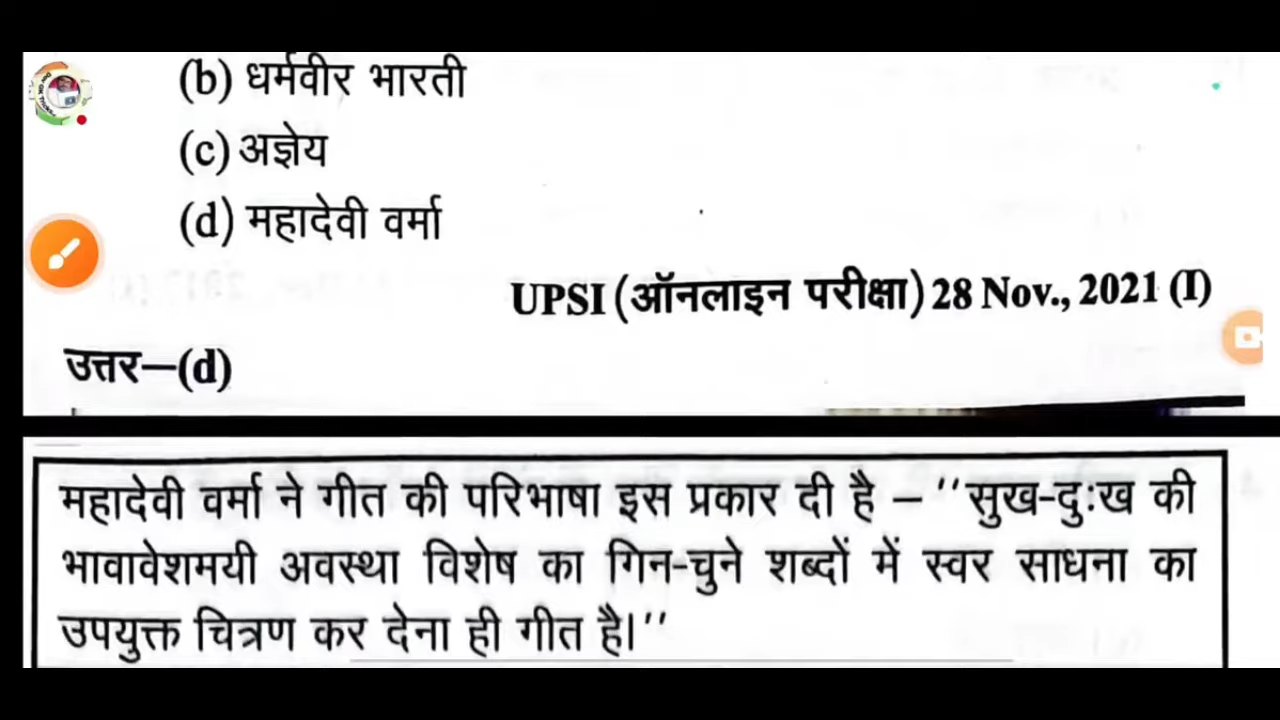 (b) धर्मवीर भारती
(c) अज्ञेय
(d) महादेवी वर्मा
UPSI (ऑनलाइन परीक्षा) 28 Nov., 2021 (I)
उत्तर—(d)
महादेवी वर्मा ने गीत की परिभाषा इस प्रकार दी है – ''सुख-दुःख की
भावावेशमयी अवस्था विशेष का गिन-चुने शब्दों में स्वर साधना का
उपयुक्त चित्रण कर देना ही गीत है।''